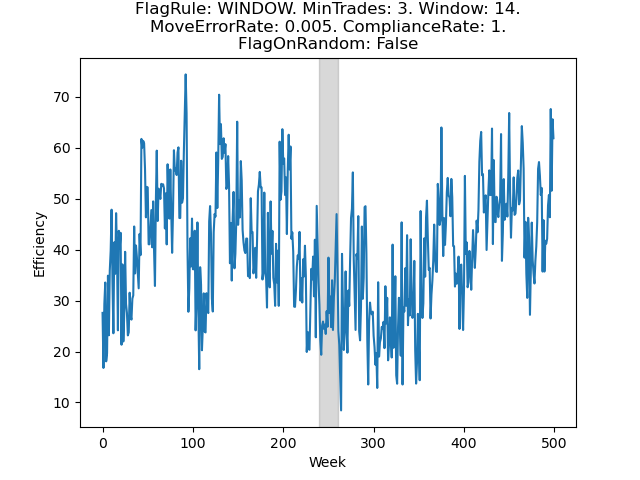 FlagRule: WINDOW. MinTrades: 3. Window: 14.
MoveErrorRate: 0.005. ComplianceRate: 1.
FlagOnRandom: False
Efficiency
70
60
50
40
30
20
10
0 100 200 300 400 500
Week